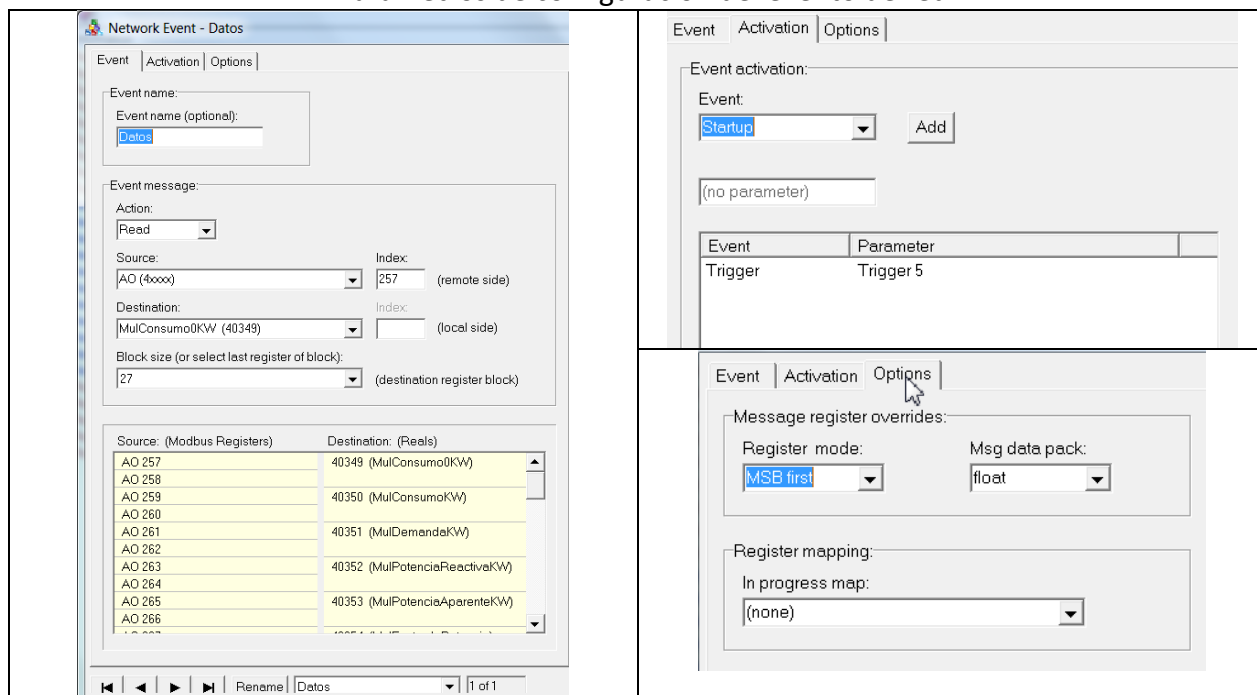 Network Event - Datos
Event Activation Options
Event name:
Event name (optional):
Datos
Event message:
Action:
Read
Source: Index:
AO (4xxxx) 257 (remote side)
Destination: Index:
MulConsumo0KW (40349) (local side)
Block size (or select last register of block):
27 (destination register block)
Source: (Modbus Registers) Destination: (Reals)
AO 257 40349 (MulConsumo0KW)
AO 258
AO 259 40350 (MulConsumoKW)
AO 260
AO 261 40351 (MulDemandaKW)
AO 262
AO 263 40352 (MulPotenciaReactivaKW)
AO 264
AO 265 40353 (MulPotenciaAparenteKW)
AO 266
Rename Datos 1 of 1
Event Activation Options
Event activation:
Event:
Startup Add
(no parameter)
Event Parameter
Trigger Trigger 5
Event Activation Options
Message register overrides:
Register mode: Msg data pack:
MSB first float
Register mapping:
In progress map:
(none)